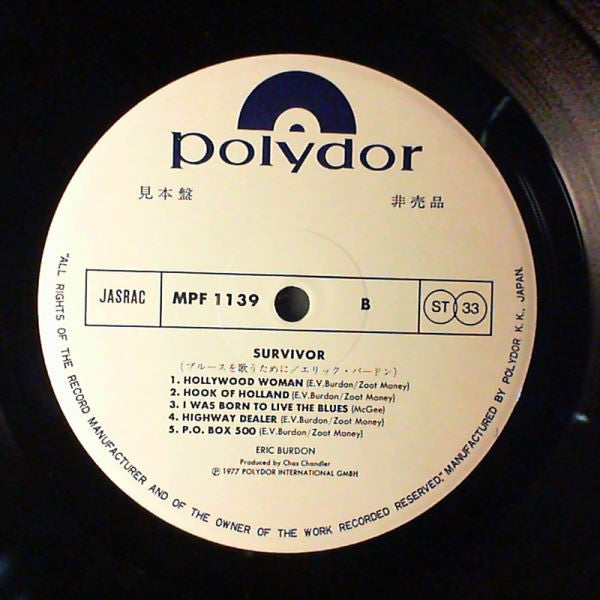 polydor
見本盤
非売品
JASRAC
MPF 1139
B
ST 33
SURVIVOR
(ブルースを歌うために/エリック・バードン)
1. HOLLYWOOD WOMAN (E.V.Burdon/Zoot Money)
2. HOOK OF HOLLAND (E.V.Burdon/Zoot Money)
3. I WAS BORN TO LIVE THE BLUES (McGee)
4. HIGHWAY DEALER (E.V.Burdon/Zoot Money)
5. P.O. BOX 500 (E.V.Burdon/Zoot Money)
ERIC BURDON
Produced by Chas Chandler
℗ 1977 POLYDOR INTERNATIONAL GMBH
"ALL RIGHTS OF THE RECORD MANUFACTURER AND OF THE OWNER OF THE WORK RECORDED RESERVED." MANUFACTURED BY POLYDOR K.K., JAPAN.